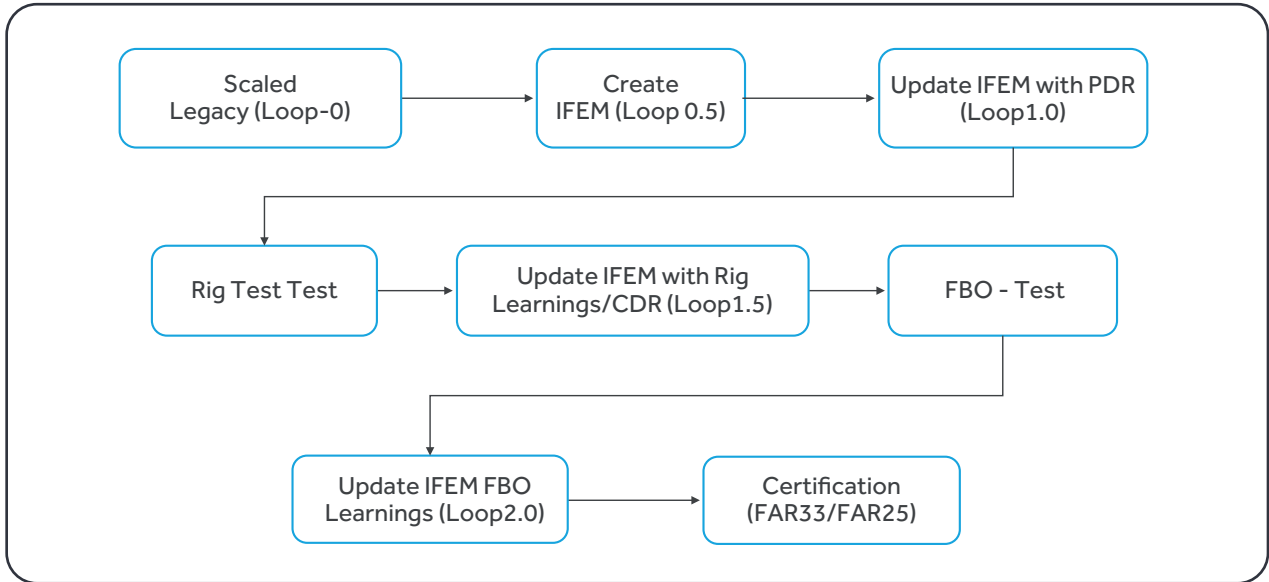 Scaled
Legacy (Loop-0)
Create
IFEM (Loop 0.5)
Update IFEM with PDR
(Loop1.0)
Rig Test Test
Update IFEM with Rig
Learnings/CDR (Loop1.5)
FBO - Test
Update IFEM FBO
Learnings (Loop2.0)
Certification
(FAR33/FAR25)